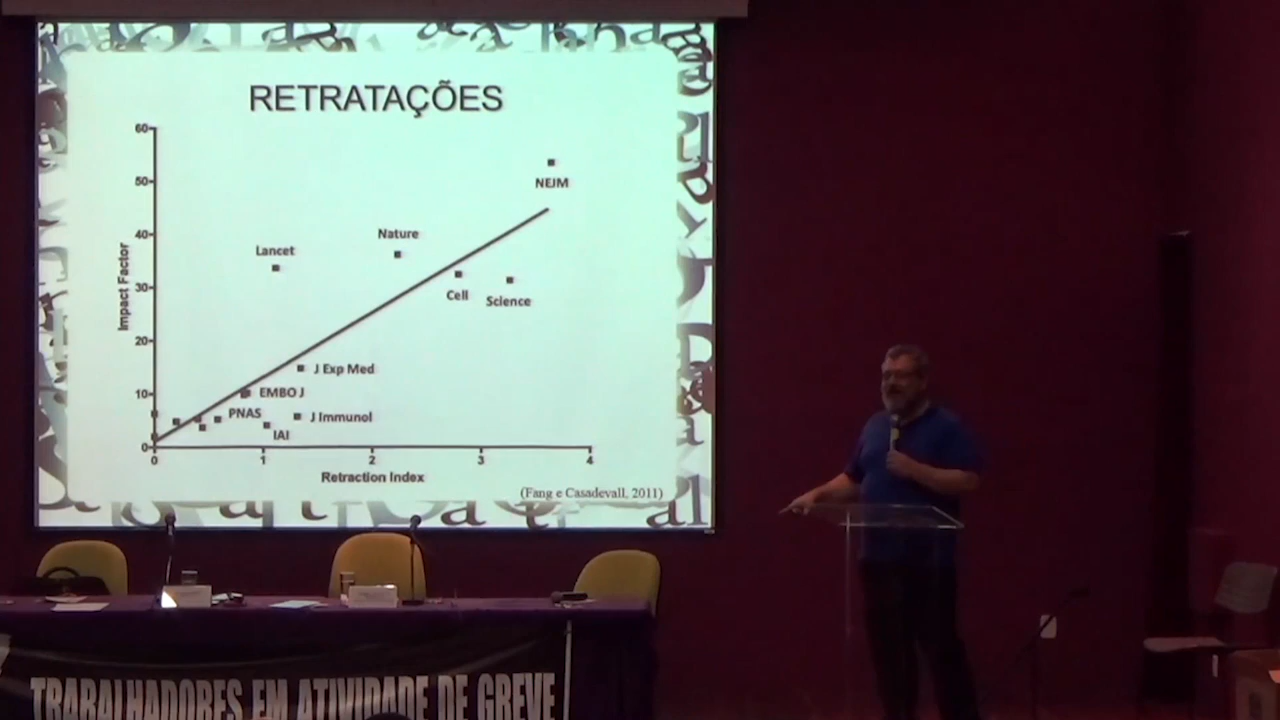 RETRATAÇÕES
60
50
40
30
20
10
0
Impact Factor
NEJM
Nature
Lancet
Cell
Science
J Exp Med
EMBO J
PNAS
J Immunol
IAI
0 1 2 3 4
Retraction Index
(Fang e Casadevall, 2011)
TRABALHADORES EM ATIVIDADE DE GREVE